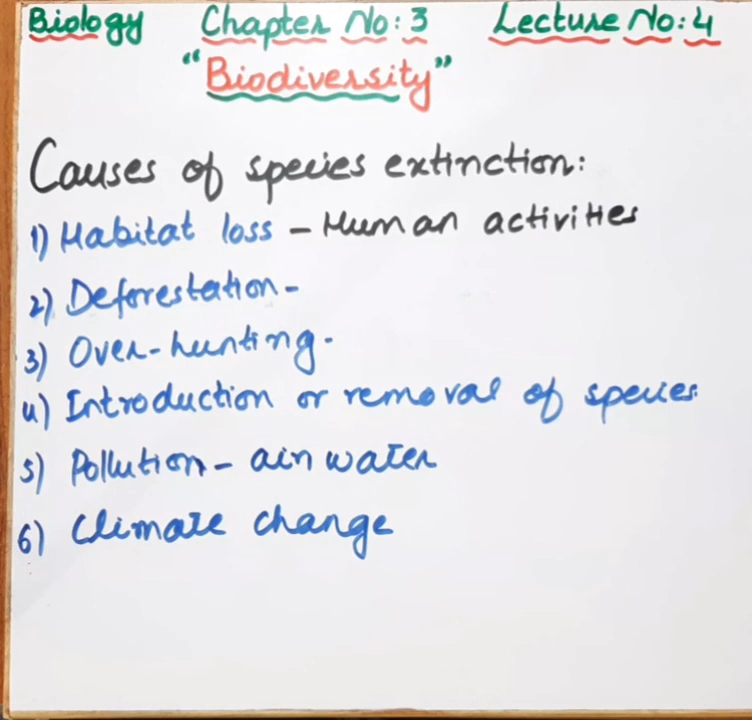 Biology Chapter No: 3 Lecture No: 4
"Biodiversity"
Causes of species extinction:
1) Habitat loss - Human activities
2) Deforestation -
3) Over-hunting -
4) Introduction or removal of species
5) Pollution - air water
6) Climate change